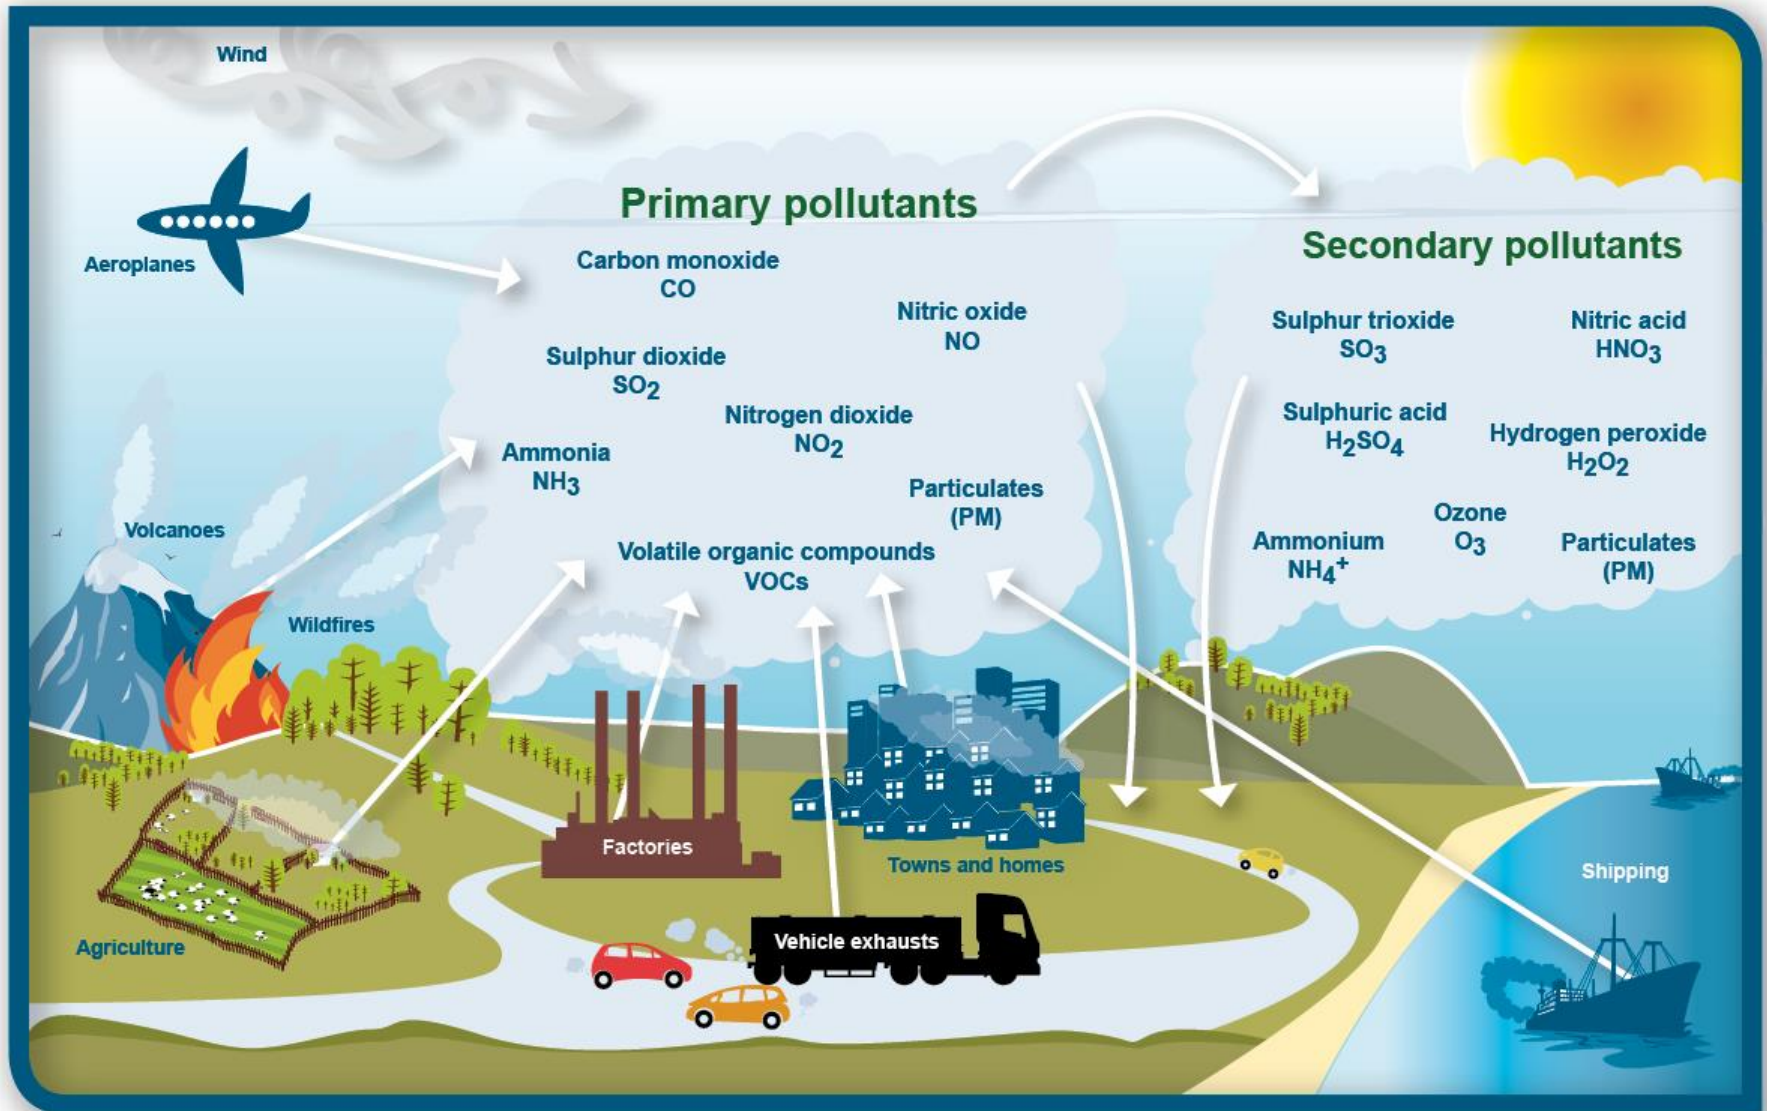 Wind
Aeroplanes
Primary pollutants
Carbon monoxide
CO
Nitric oxide
NO
Sulphur dioxide
SO2
Nitrogen dioxide
NO2
Ammonia
NH3
Particulates
(PM)
Volatile organic compounds
VOCs
Secondary pollutants
Sulphur trioxide
SO3
Nitric acid
HNO3
Sulphuric acid
H2SO4
Hydrogen peroxide
H2O2
Ozone
O3
Ammonium
NH4+
Particulates
(PM)
Volcanoes
Wildfires
Agriculture
Factories
Towns and homes
Vehicle exhausts
Shipping